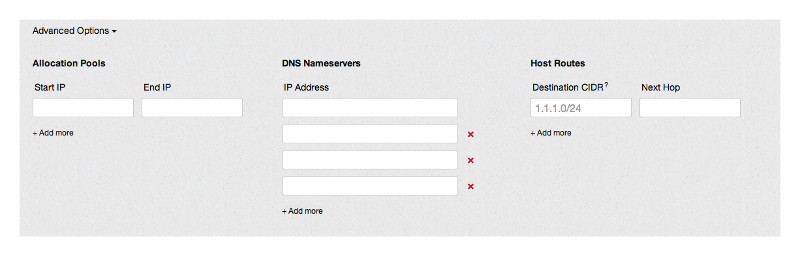 Advanced Options
Allocation Pools
Start IP
End IP
+ Add more
DNS Nameservers
IP Address
+ Add more
Host Routes
Destination CIDR?
Next Hop
1.1.1.0/24
+ Add more